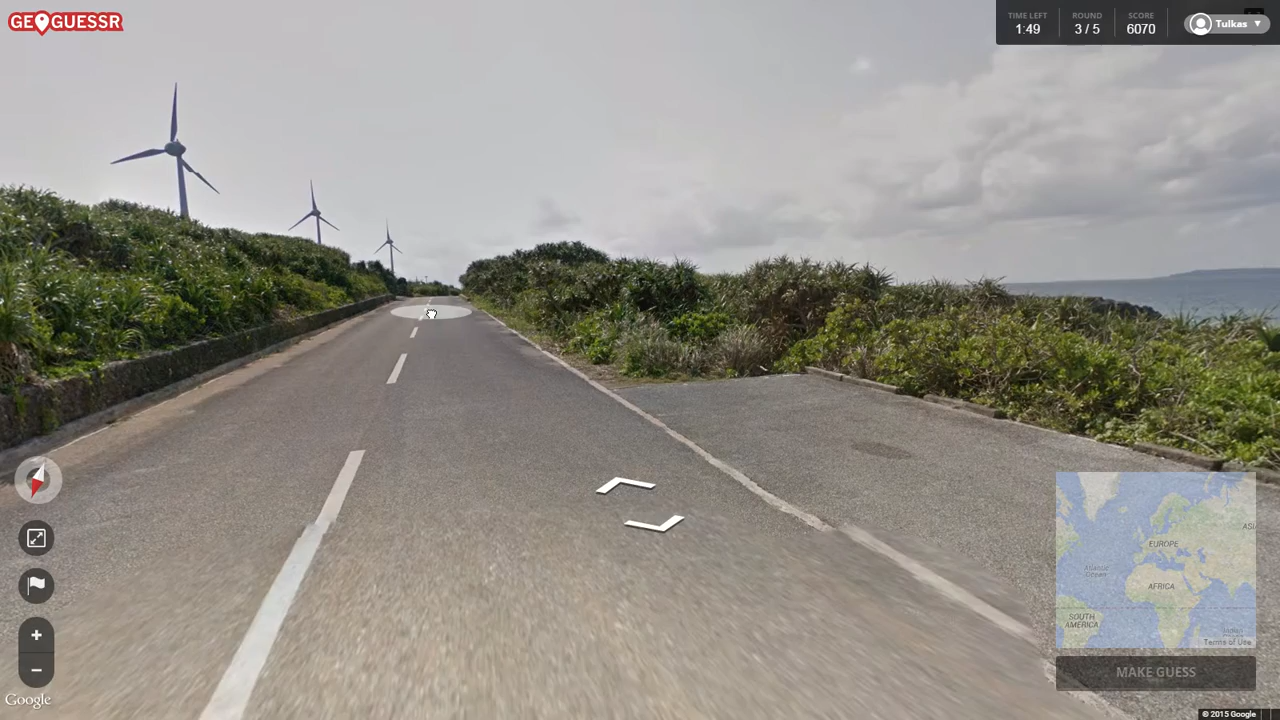 GEOGUESSR
TIME LEFT
1:49
ROUND
3 / 5
SCORE
6070
Tulkas
EUROPE
ASIA
Atlantic
Ocean
AFRICA
SOUTH
AMERICA
Indian
Terms of Use
MAKE GUESS
Google
© 2015 Google